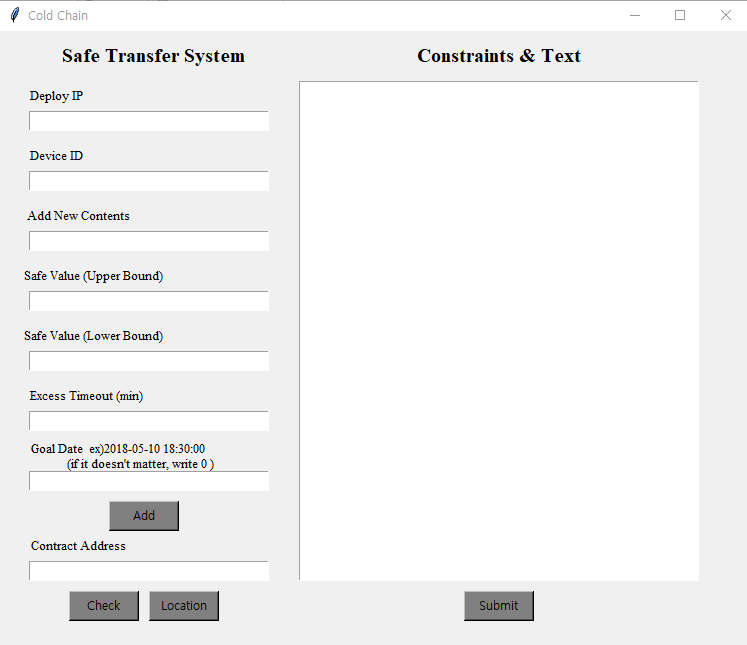 Cold Chain
Safe Transfer System
Constraints & Text
Deploy IP
Device ID
Add New Contents
Safe Value (Upper Bound)
Safe Value (Lower Bound)
Excess Timeout (min)
Goal Date  ex)2018-05-10 18:30:00
(if it doesn't matter, write 0 )
Add
Contract Address
Check
Location
Submit